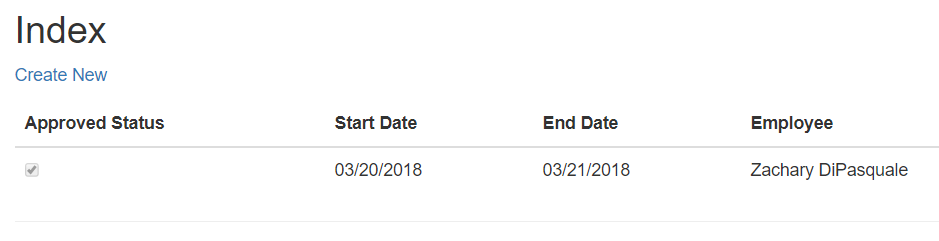 Index
Create New
Approved Status Start Date End Date Employee
03/20/2018 03/21/2018 Zachary DiPasquale